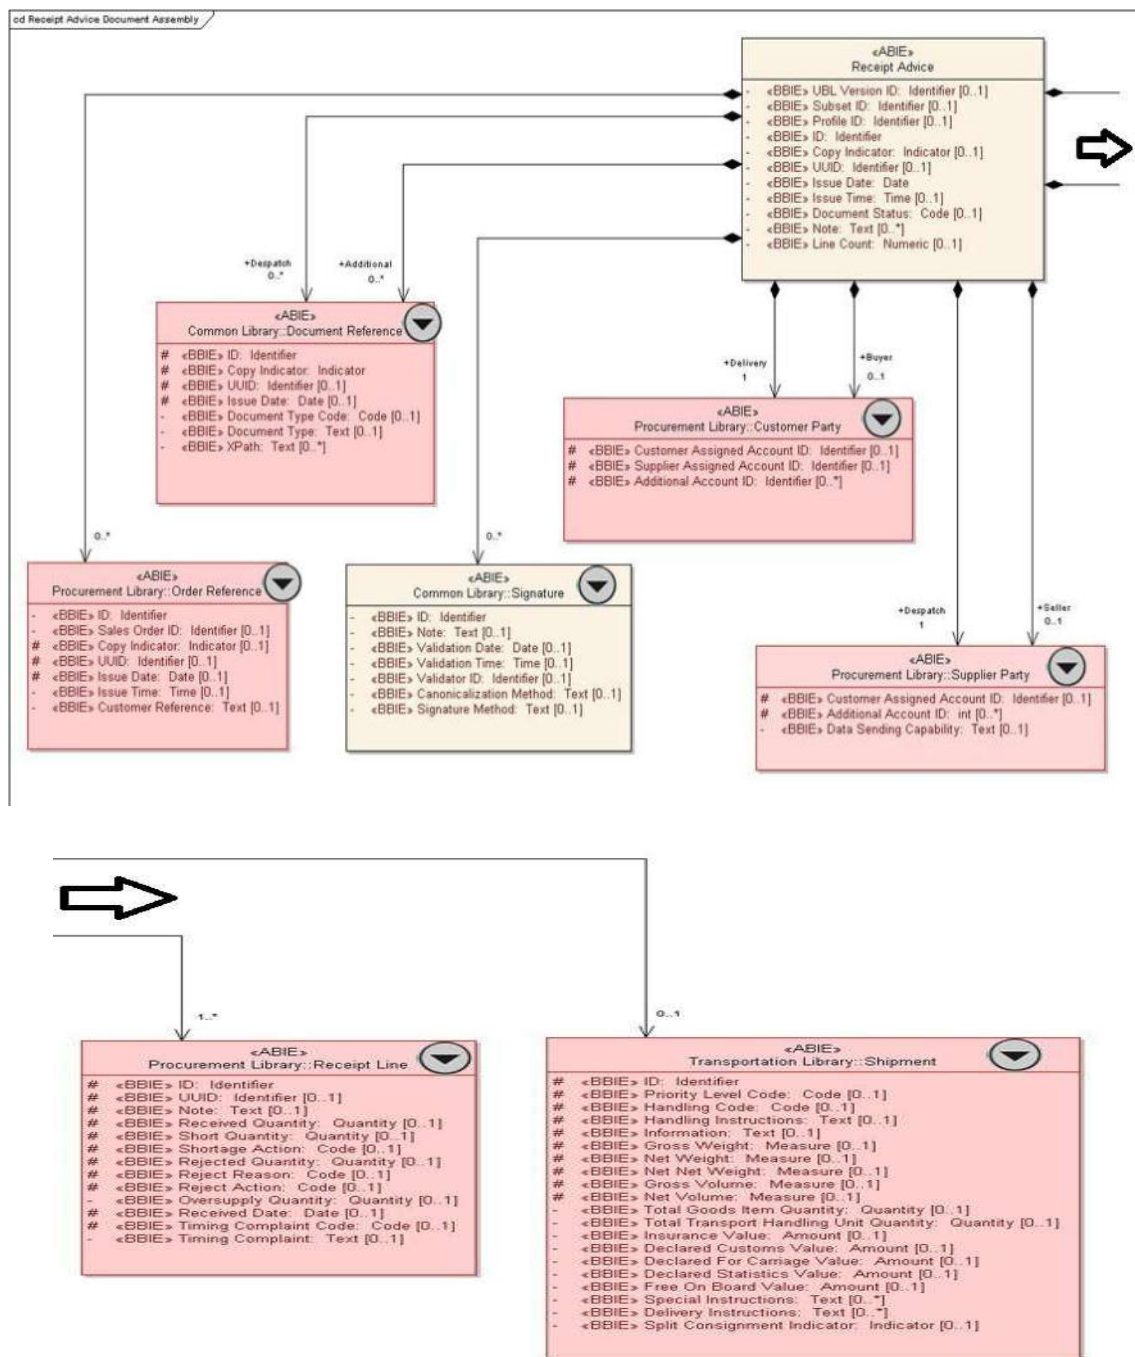 cd Receipt Advice Document Assembly
«ABIE»
Receipt Advice
- «BBIE» UBL Version ID: Identifier [0..1]
- «BBIE» Subset ID: Identifier [0..1]
- «BBIE» Profile ID: Identifier [0..1]
- «BBIE» ID: Identifier
- «BBIE» Copy Indicator: Indicator [0..1]
- «BBIE» UUID: Identifier [0..1]
- «BBIE» Issue Date: Date
- «BBIE» Issue Time: Time [0..1]
- «BBIE» Document Status: Code [0..1]
- «BBIE» Note: Text [0..*]
- «BBIE» Line Count: Numeric [0..1]
+Despatch
0..*
+Additional
0..*
«ABIE»
Common Library::Document Reference
# «BBIE» ID: Identifier
# «BBIE» Copy Indicator: Indicator
# «BBIE» UUID: Identifier [0..1]
# «BBIE» Issue Date: Date [0..1]
- «BBIE» Document Type Code: Code [0..1]
- «BBIE» Document Type: Text [0..1]
- «BBIE» XPath: Text [0..*]
+Delivery
1
+Buyer
0..1
«ABIE»
Procurement Library::Customer Party
# «BBIE» Customer Assigned Account ID: Identifier [0..1]
# «BBIE» Supplier Assigned Account ID: Identifier [0..1]
# «BBIE» Additional Account ID: Identifier [0..*]
0..*
«ABIE»
Procurement Library::Order Reference
- «BBIE» ID: Identifier
- «BBIE» Sales Order ID: Identifier [0..1]
# «BBIE» Copy Indicator: Indicator [0..1]
# «BBIE» UUID: Identifier [0..1]
# «BBIE» Issue Date: Date [0..1]
- «BBIE» Issue Time: Time [0..1]
- «BBIE» Customer Reference: Text [0..1]
0..*
«ABIE»
Common Library::Signature
- «BBIE» ID: Identifier
- «BBIE» Note: Text [0..1]
- «BBIE» Validation Date: Date [0..1]
- «BBIE» Validation Time: Time [0..1]
- «BBIE» Validator ID: Identifier [0..1]
- «BBIE» Canonicalization Method: Text [0..1]
- «BBIE» Signature Method: Text [0..1]
+Despatch
1
+Seller
0..1
«ABIE»
Procurement Library::Supplier Party
# «BBIE» Customer Assigned Account ID: Identifier [0..1]
# «BBIE» Additional Account ID: int [0..*]
- «BBIE» Data Sending Capability: Text [0..1]
1..*
«ABIE»
Procurement Library::Receipt Line
# «BBIE» ID: Identifier
# «BBIE» UUID: Identifier [0..1]
# «BBIE» Note: Text [0..1]
# «BBIE» Received Quantity: Quantity [0..1]
# «BBIE» Short Quantity: Quantity [0..1]
# «BBIE» Shortage Action: Code [0..1]
# «BBIE» Rejected Quantity: Quantity [0..1]
# «BBIE» Reject Reason: Code [0..1]
# «BBIE» Reject Action: Code [0..1]
- «BBIE» Oversupply Quantity: Quantity [0..1]
# «BBIE» Received Date: Date [0..1]
# «BBIE» Timing Complaint Code: Code [0..1]
- «BBIE» Timing Complaint: Text [0..1]
0..1
«ABIE»
Transportation Library::Shipment
# «BBIE» ID: Identifier
# «BBIE» Priority Level Code: Code [0..1]
# «BBIE» Handling Code: Code [0..1]
# «BBIE» Handling Instructions: Text [0..1]
# «BBIE» Information: Text [0..1]
# «BBIE» Gross Weight: Measure [0..1]
# «BBIE» Net Weight: Measure [0..1]
# «BBIE» Net Net Weight: Measure [0..1]
# «BBIE» Gross Volume: Measure [0..1]
# «BBIE» Net Volume: Measure [0..1]
- «BBIE» Total Goods Item Quantity: Quantity [0..1]
- «BBIE» Total Transport Handling Unit Quantity: Quantity [0..1]
- «BBIE» Insurance Value: Amount [0..1]
- «BBIE» Declared Customs Value: Amount [0..1]
- «BBIE» Declared For Carriage Value: Amount [0..1]
- «BBIE» Declared Statistics Value: Amount [0..1]
- «BBIE» Free On Board Value: Amount [0..1]
- «BBIE» Special Instructions: Text [0..*]
- «BBIE» Delivery Instructions: Text [0..*]
- «BBIE» Split Consignment Indicator: Indicator [0..1]